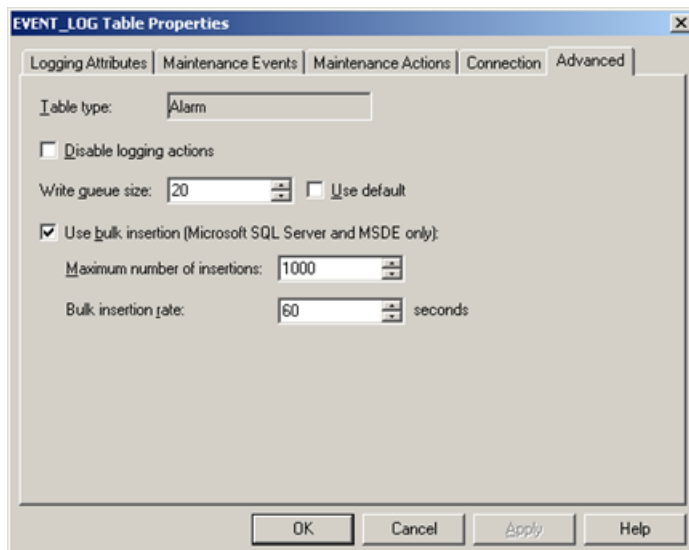 EVENT_LOG Table Properties
Logging Attributes Maintenance Events Maintenance Actions Connection Advanced
Table type: Alarm
Disable logging actions
Write queue size: 20 Use default
Use bulk insertion (Microsoft SQL Server and MSDE only):
Maximum number of insertions: 1000
Bulk insertion rate: 60 seconds
OK Cancel Apply Help